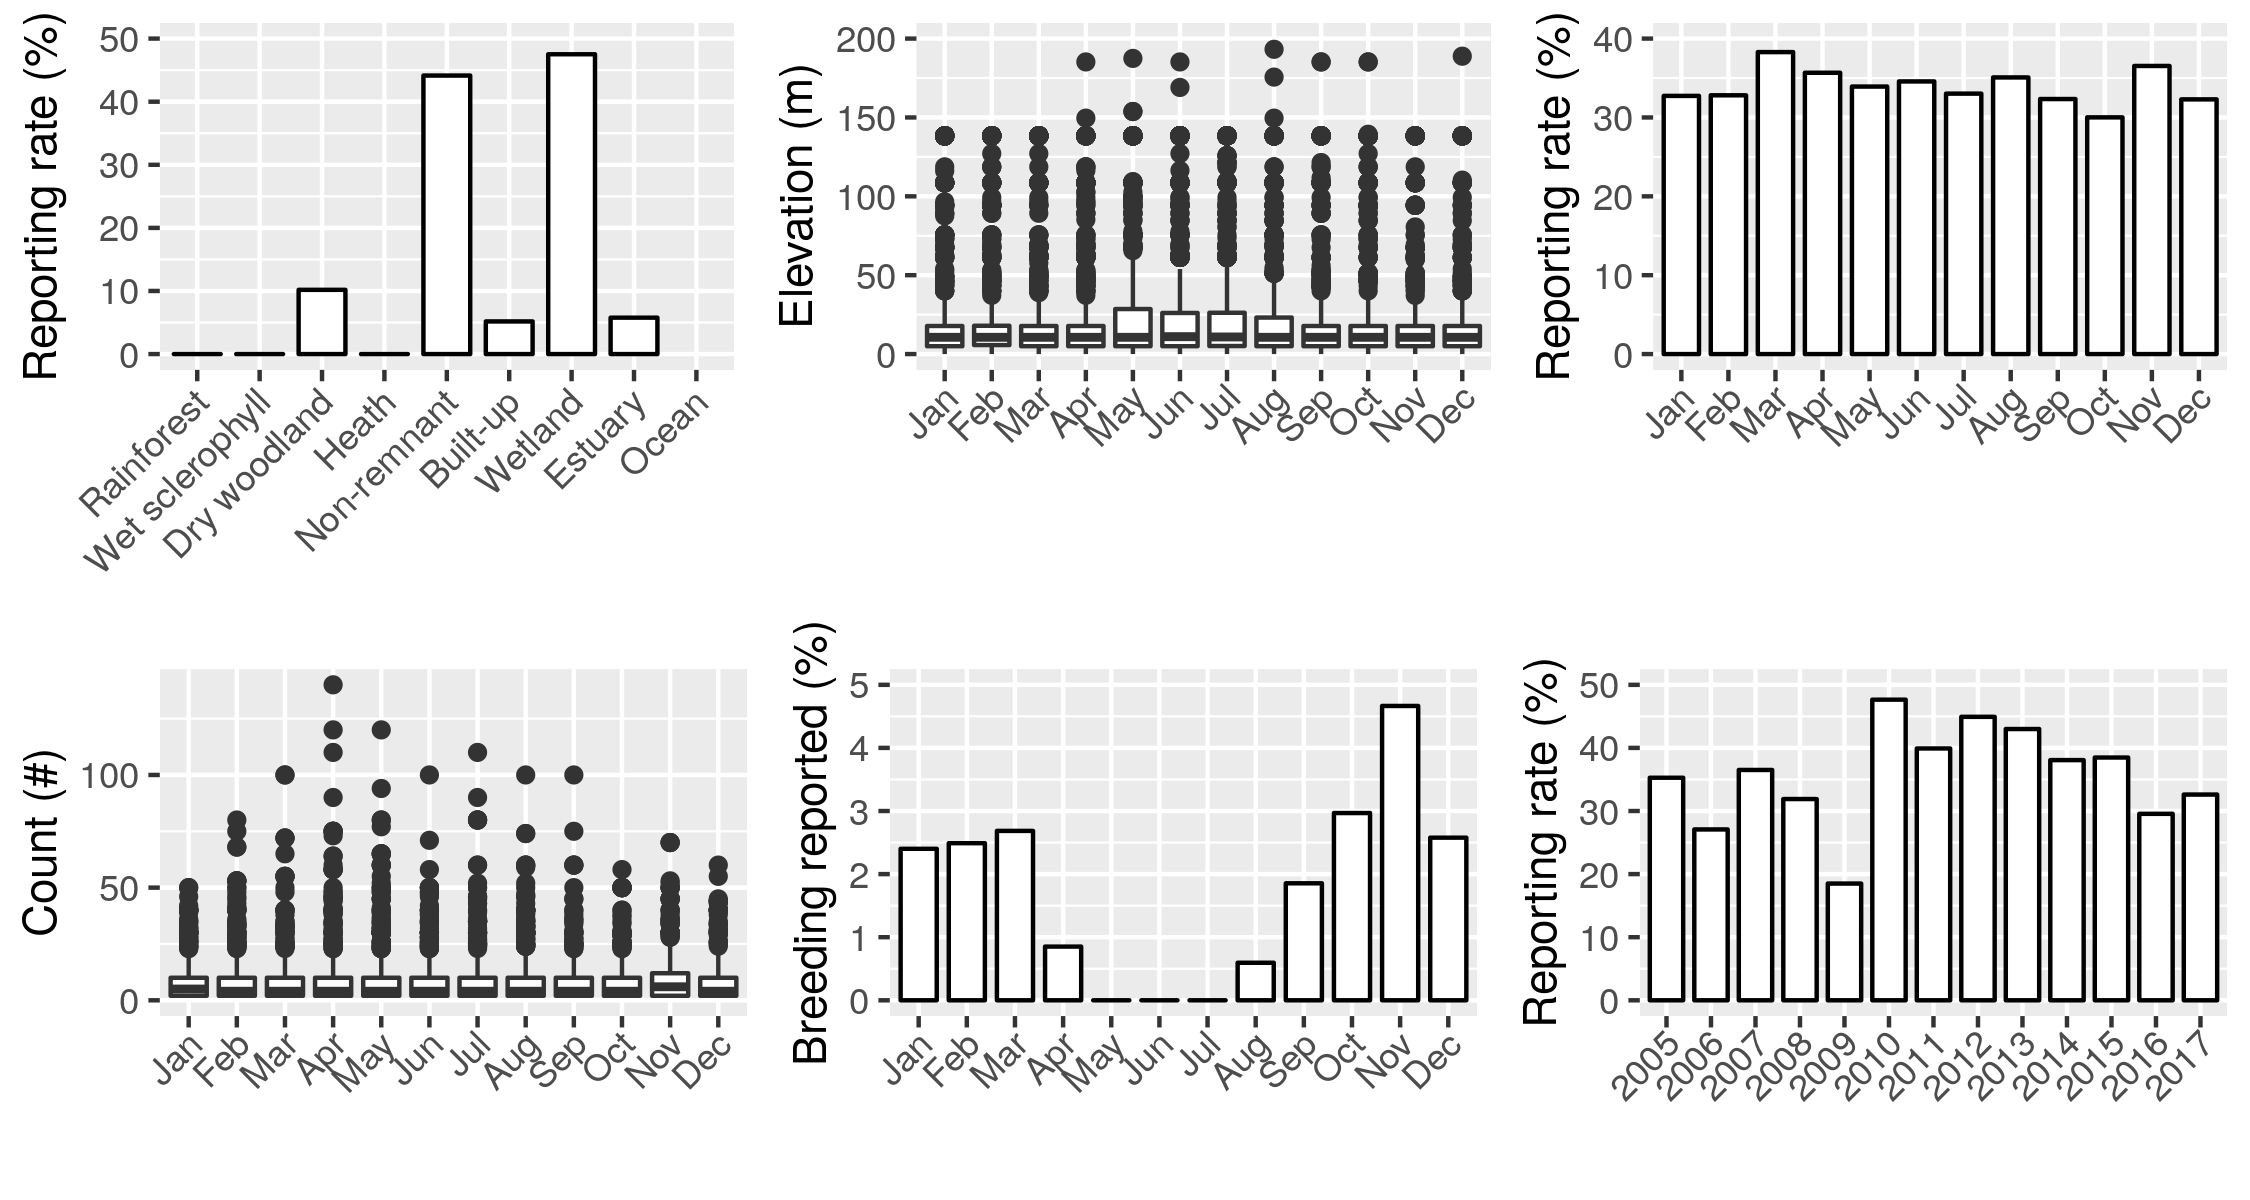 Reporting rate (%)
50
40
30
20
10
0
Rainforest
Wet sclerophyll
Dry woodland
Heath
Non-remnant
Built-up
Wetland
Estuary
Ocean
Elevation (m)
200
150
100
50
0
Jan
Feb
Mar
Apr
May
Jun
Jul
Aug
Sep
Oct
Nov
Dec
Reporting rate (%)
40
30
20
10
0
Jan
Feb
Mar
Apr
May
Jun
Jul
Aug
Sep
Oct
Nov
Dec
Count (#)
100
50
0
Jan
Feb
Mar
Apr
May
Jun
Jul
Aug
Sep
Oct
Nov
Dec
Breeding reported (%)
5
4
3
2
1
0
Jan
Feb
Mar
Apr
May
Jun
Jul
Aug
Sep
Oct
Nov
Dec
Reporting rate (%)
50
40
30
20
10
0
2005
2006
2007
2008
2009
2010
2011
2012
2013
2014
2015
2016
2017